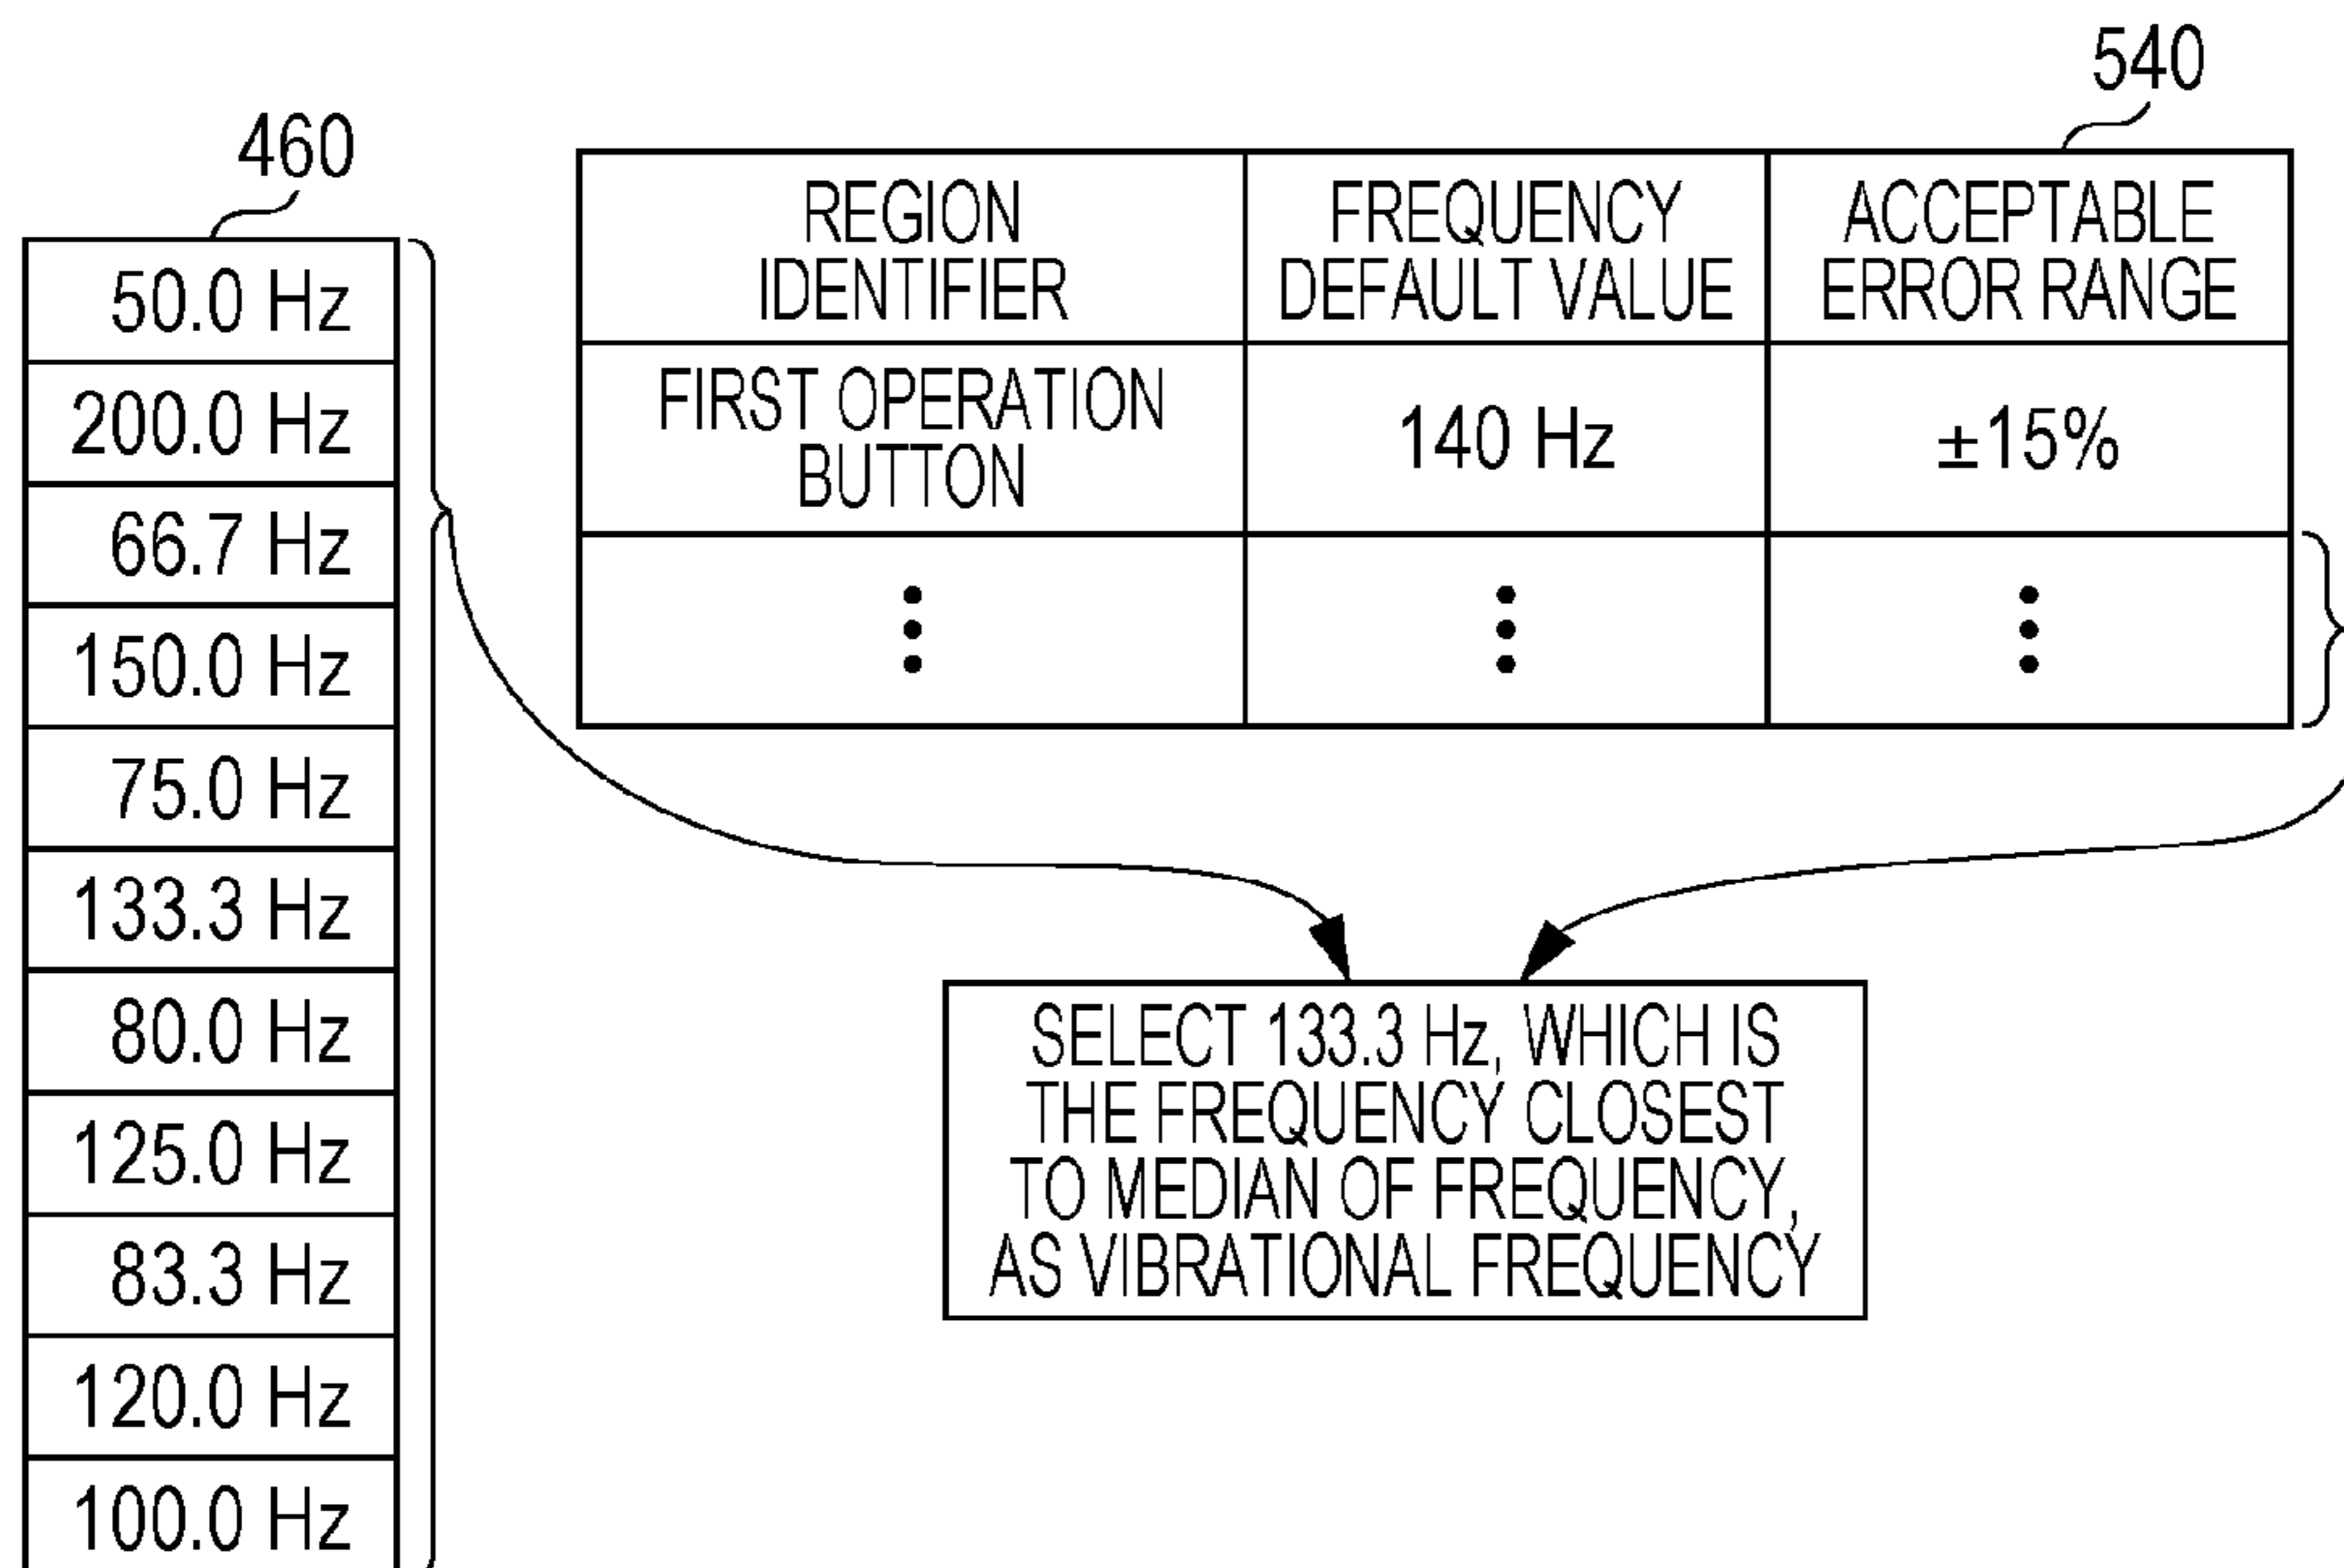 460
50.0 Hz
200.0 Hz
66.7 Hz
150.0 Hz
75.0 Hz
133.3 Hz
80.0 Hz
125.0 Hz
83.3 Hz
120.0 Hz
100.0 Hz
540
REGION
IDENTIFIER
FREQUENCY
DEFAULT VALUE
ACCEPTABLE
ERROR RANGE
FIRST OPERATION
BUTTON
140 Hz
±15%
SELECT 133.3 Hz, WHICH IS
THE FREQUENCY CLOSEST
TO MEDIAN OF FREQUENCY,
AS VIBRATIONAL FREQUENCY